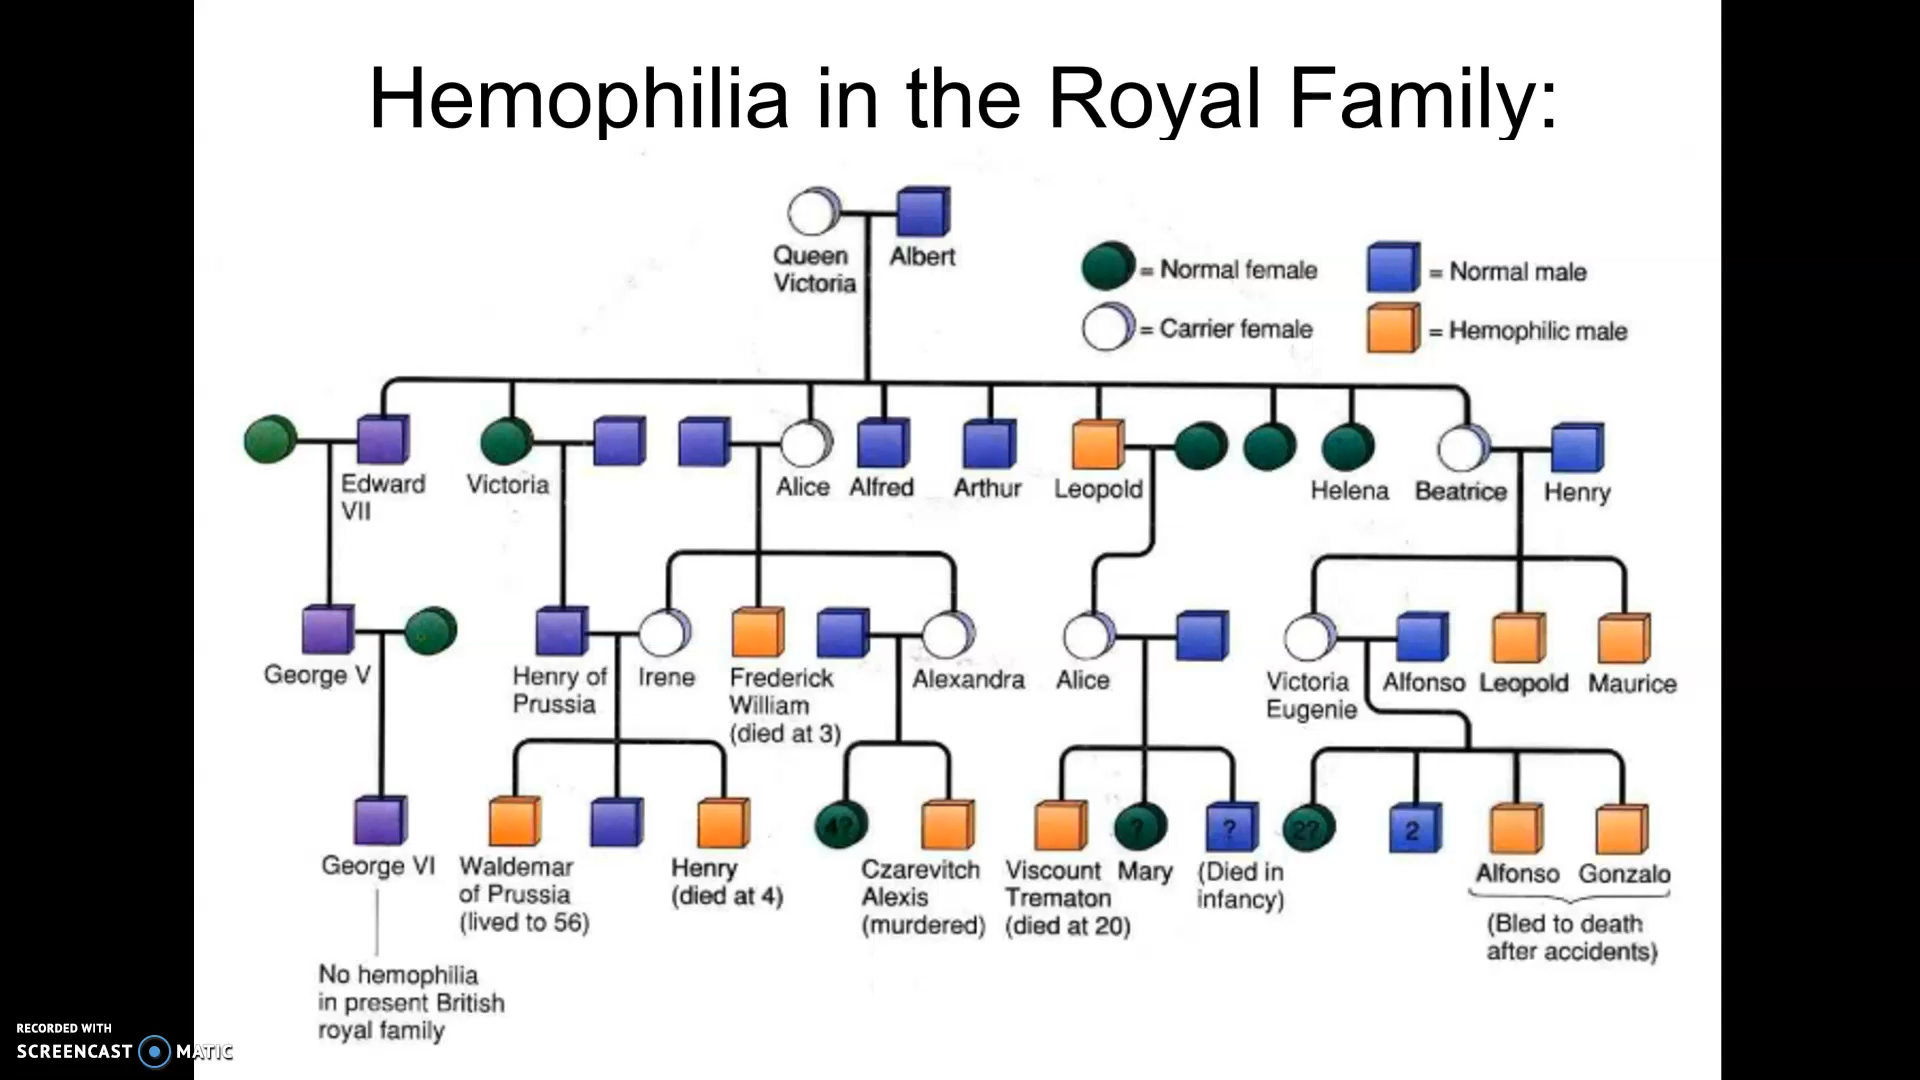 Hemophilia in the Royal Family:
Queen
Victoria
Albert
= Normal female
= Normal male
= Carrier female
= Hemophilic male
Edward
VII
Victoria
Alice
Alfred
Arthur
Leopold
Helena
Beatrice
Henry
George V
Henry of
Prussia
Irene
Frederick
William
(died at 3)
Alexandra
Alice
Victoria
Eugenie
Alfonso
Leopold
Maurice
4?
?
?
2?
2
George VI
Waldemar
of Prussia
(lived to 56)
Henry
(died at 4)
Czarevitch
Alexis
(murdered)
Viscount
Trematon
(died at 20)
Mary
(Died in
infancy)
Alfonso
Gonzalo
(Bled to death
after accidents)
No hemophilia
in present British
royal family
RECORDED WITH
SCREENCAST MATIC